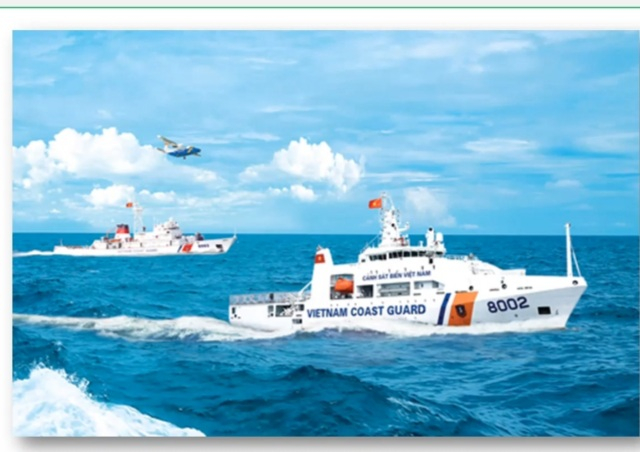 CẢNH SÁT BIỂN VIỆT NAM
VIETNAM COAST GUARD
8002